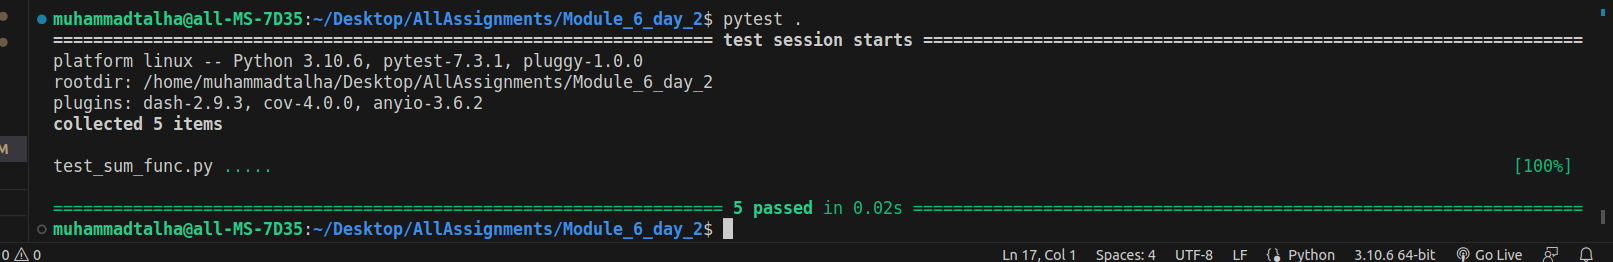 muhammadtalha@all-MS-7D35:~/Desktop/AllAssignments/Module_6_day_2$ pytest .
================================================================== test session starts ==================================================================
platform linux -- Python 3.10.6, pytest-7.3.1, pluggy-1.0.0
rootdir: /home/muhammadtalha/Desktop/AllAssignments/Module_6_day_2
plugins: dash-2.9.3, cov-4.0.0, anyio-3.6.2
collected 5 items
test_sum_func.py ..... [100%]
=================================================================== 5 passed in 0.02s ===================================================================
M
muhammadtalha@all-MS-7D35:~/Desktop/AllAssignments/Module_6_day_2$
0 0 Ln 17, Col 1 Spaces: 4 UTF-8 LF Python 3.10.6 64-bit Go Live